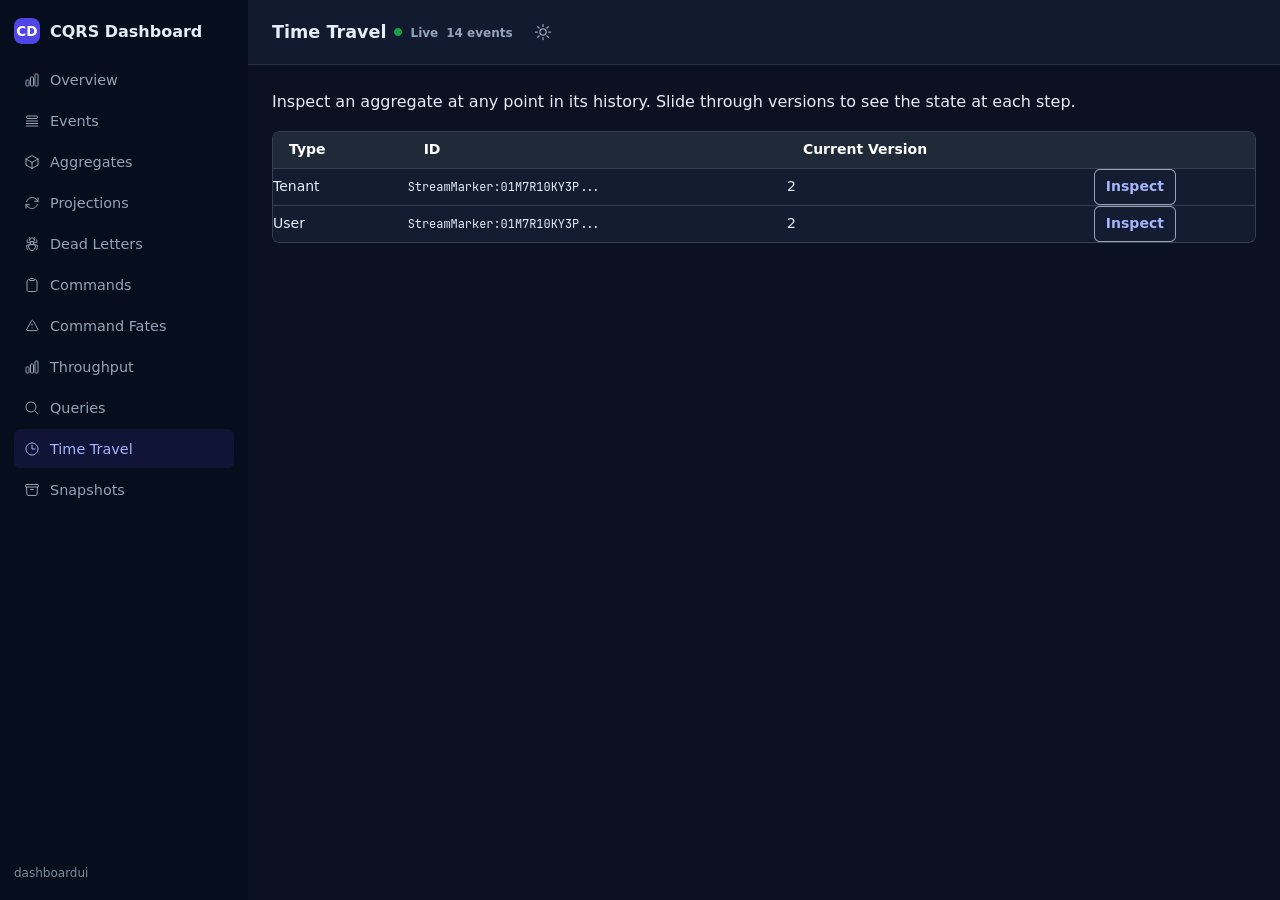 CD CQRS Dashboard
Overview
Events
Aggregates
Projections
Dead Letters
Commands
Command Fates
Throughput
Queries
Time Travel
Snapshots
dashboardui
Time Travel Live 14 events
Inspect an aggregate at any point in its history. Slide through versions to see the state at each step.
Type ID Current Version
Tenant StreamMarker:01M7R10KY3P... 2 Inspect
User StreamMarker:01M7R10KY3P... 2 Inspect